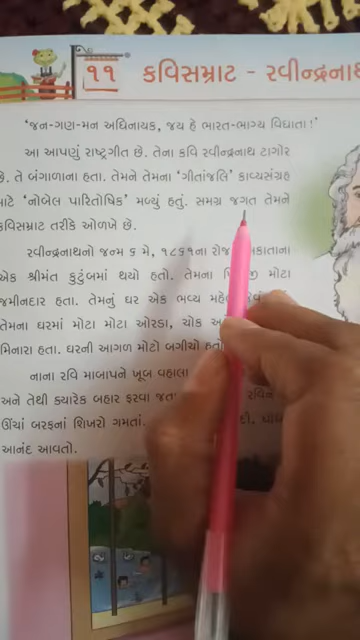 ૧૧ કવિસમ્રાટ - રવીન્દ્રનાથ
‘જન-ગણ-મન અધિનાયક, જય હે ભારત-ભાગ્ય વિધાતા !’
આ આપણું રાષ્ટ્રગીત છે. તેના કવિ રવીન્દ્રનાથ ટાગોર
છે. તે બંગાળાના હતા. તેમને તેમના ‘ગીતાંજલિ’ કાવ્યસંગ્રહ
માટે ‘નોબેલ પારિતોષિક’ મળ્યું હતું. સમગ્ર જગત તેમને
કવિસમ્રાટ તરીકે ઓળખે છે.
રવીન્દ્રનાથનો જન્મ ૬ મે, ૧૮૬૧ના રોજ
એક શ્રીમંત કુટુંબમાં થયો હતો. તેમના મોટા
જમીનદાર હતા. તેમનું ઘર એક ભવ્ય
તેમના ઘરમાં મોટા મોટા ઓરડા, ચોક
મિનારા હતા. ઘરની આગળ મોટો બગીચો હતો
નાના રવિ માબાપને ખૂબ વહાલા
અને તેથી ક્યારેક બહાર ફરવા
ઊંચાં બરફનાં શિખરો ગમતાં.
આનંદ આવતો.